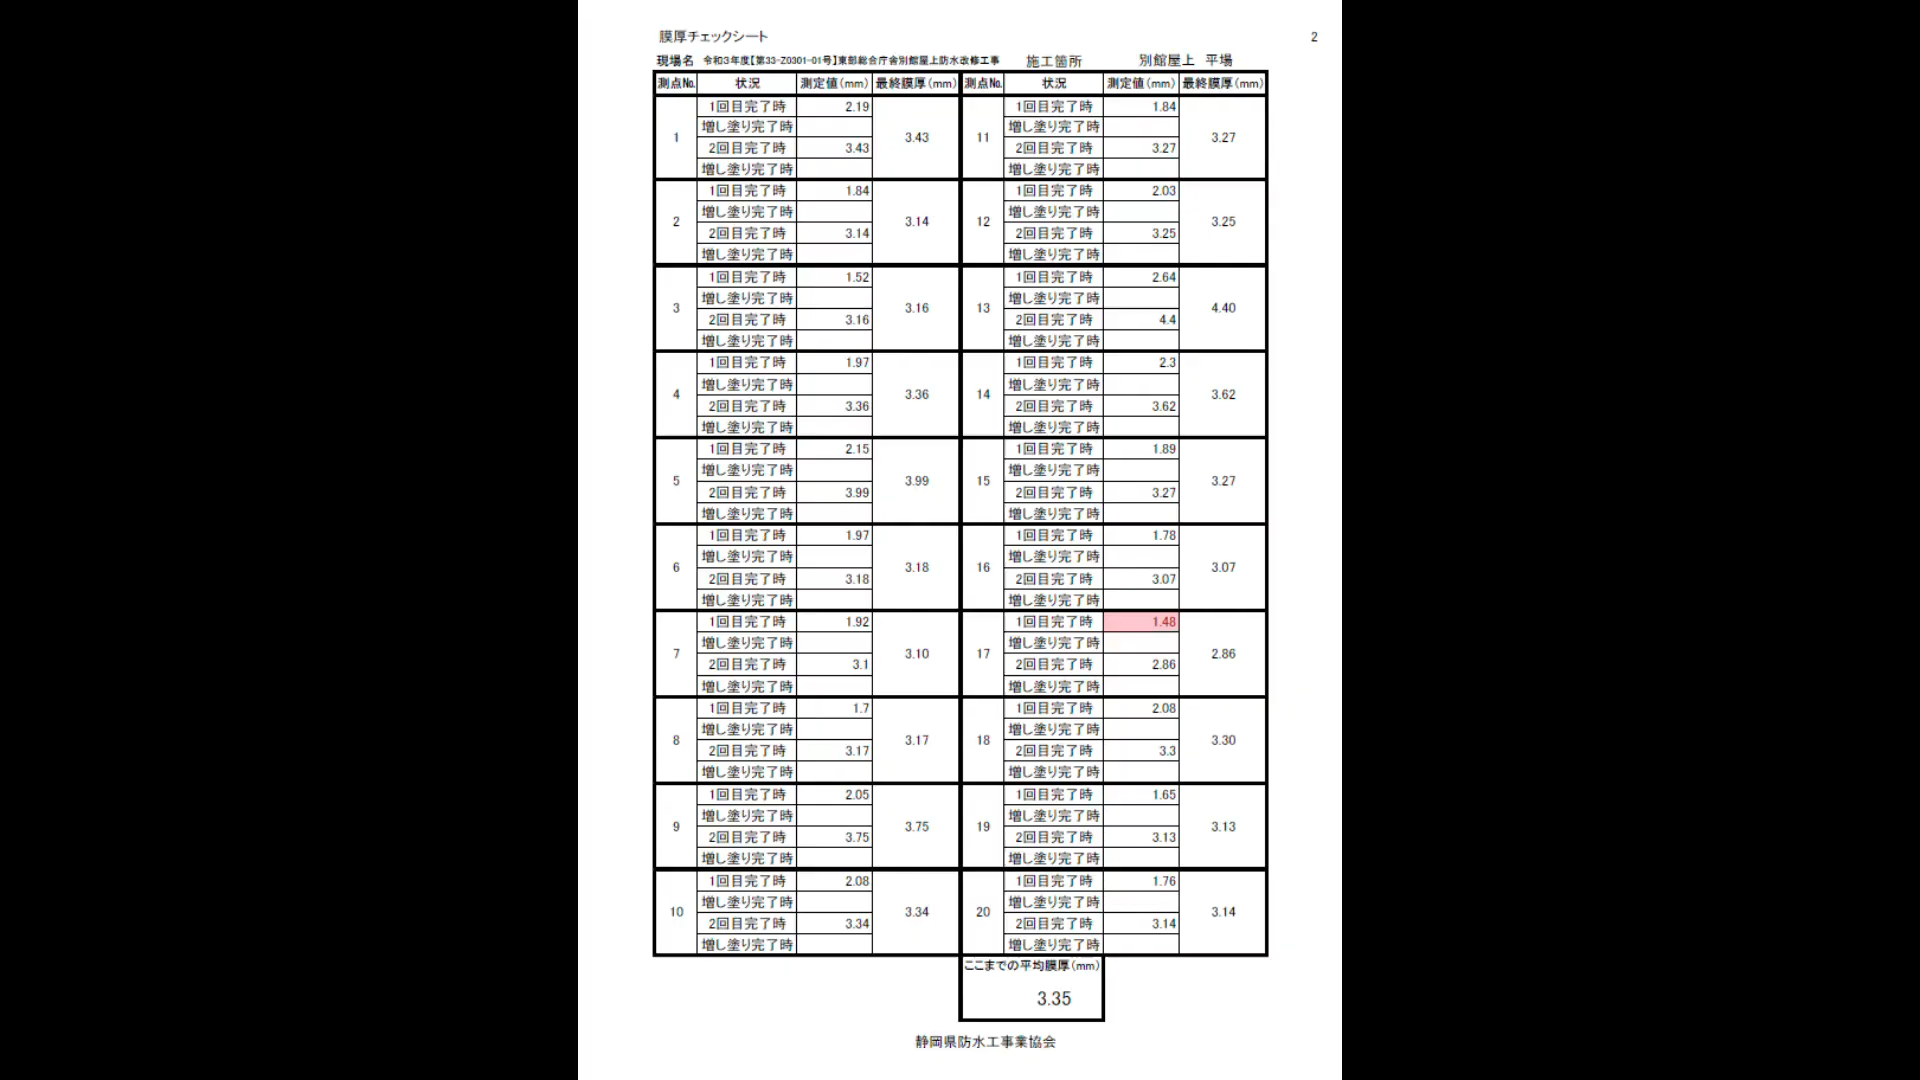 膜厚チェックシート 2
現場名 令和3年度【第33-Z0301-01号】東部総合庁舎別館屋上防水改修工事 施工箇所 別館屋上 平場
測点No. 状況 測定値(mm) 最終膜厚(mm) 測点No. 状況 測定値(mm) 最終膜厚(mm)
1回目完了時 2.19 1回目完了時 1.84
増し塗り完了時 増し塗り完了時
1 3.43 11 3.27
2回目完了時 3.43 2回目完了時 3.27
増し塗り完了時 増し塗り完了時
1回目完了時 1.84 1回目完了時 2.03
増し塗り完了時 増し塗り完了時
2 3.14 12 3.25
2回目完了時 3.14 2回目完了時 3.25
増し塗り完了時 増し塗り完了時
1回目完了時 1.52 1回目完了時 2.64
増し塗り完了時 増し塗り完了時
3 3.16 13 4.40
2回目完了時 3.16 2回目完了時 4.4
増し塗り完了時 増し塗り完了時
1回目完了時 1.97 1回目完了時 2.3
増し塗り完了時 増し塗り完了時
4 3.36 14 3.62
2回目完了時 3.36 2回目完了時 3.62
増し塗り完了時 増し塗り完了時
1回目完了時 2.15 1回目完了時 1.89
増し塗り完了時 増し塗り完了時
5 3.99 15 3.27
2回目完了時 3.99 2回目完了時 3.27
増し塗り完了時 増し塗り完了時
1回目完了時 1.97 1回目完了時 1.78
増し塗り完了時 増し塗り完了時
6 3.18 16 3.07
2回目完了時 3.18 2回目完了時 3.07
増し塗り完了時 増し塗り完了時
1回目完了時 1.92 1回目完了時 1.48
増し塗り完了時 増し塗り完了時
7 3.10 17 2.86
2回目完了時 3.1 2回目完了時 2.86
増し塗り完了時 増し塗り完了時
1回目完了時 1.7 1回目完了時 2.08
増し塗り完了時 増し塗り完了時
8 3.17 18 3.30
2回目完了時 3.17 2回目完了時 3.3
増し塗り完了時 増し塗り完了時
1回目完了時 2.05 1回目完了時 1.65
増し塗り完了時 増し塗り完了時
9 3.75 19 3.13
2回目完了時 3.75 2回目完了時 3.13
増し塗り完了時 増し塗り完了時
1回目完了時 2.08 1回目完了時 1.76
増し塗り完了時 増し塗り完了時
10 3.34 20 3.14
2回目完了時 3.34 2回目完了時 3.14
増し塗り完了時 増し塗り完了時
ここまでの平均膜厚(mm)
3.35
静岡県防水工事業協会